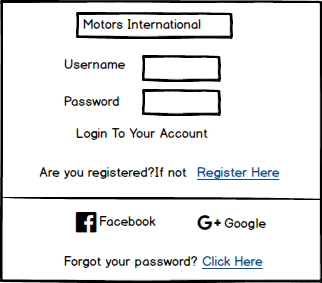 Motors International
Username
Password
Login To Your Account
Are you registered?If not Register Here
Facebook G+ Google
Forgot your password? Click Here